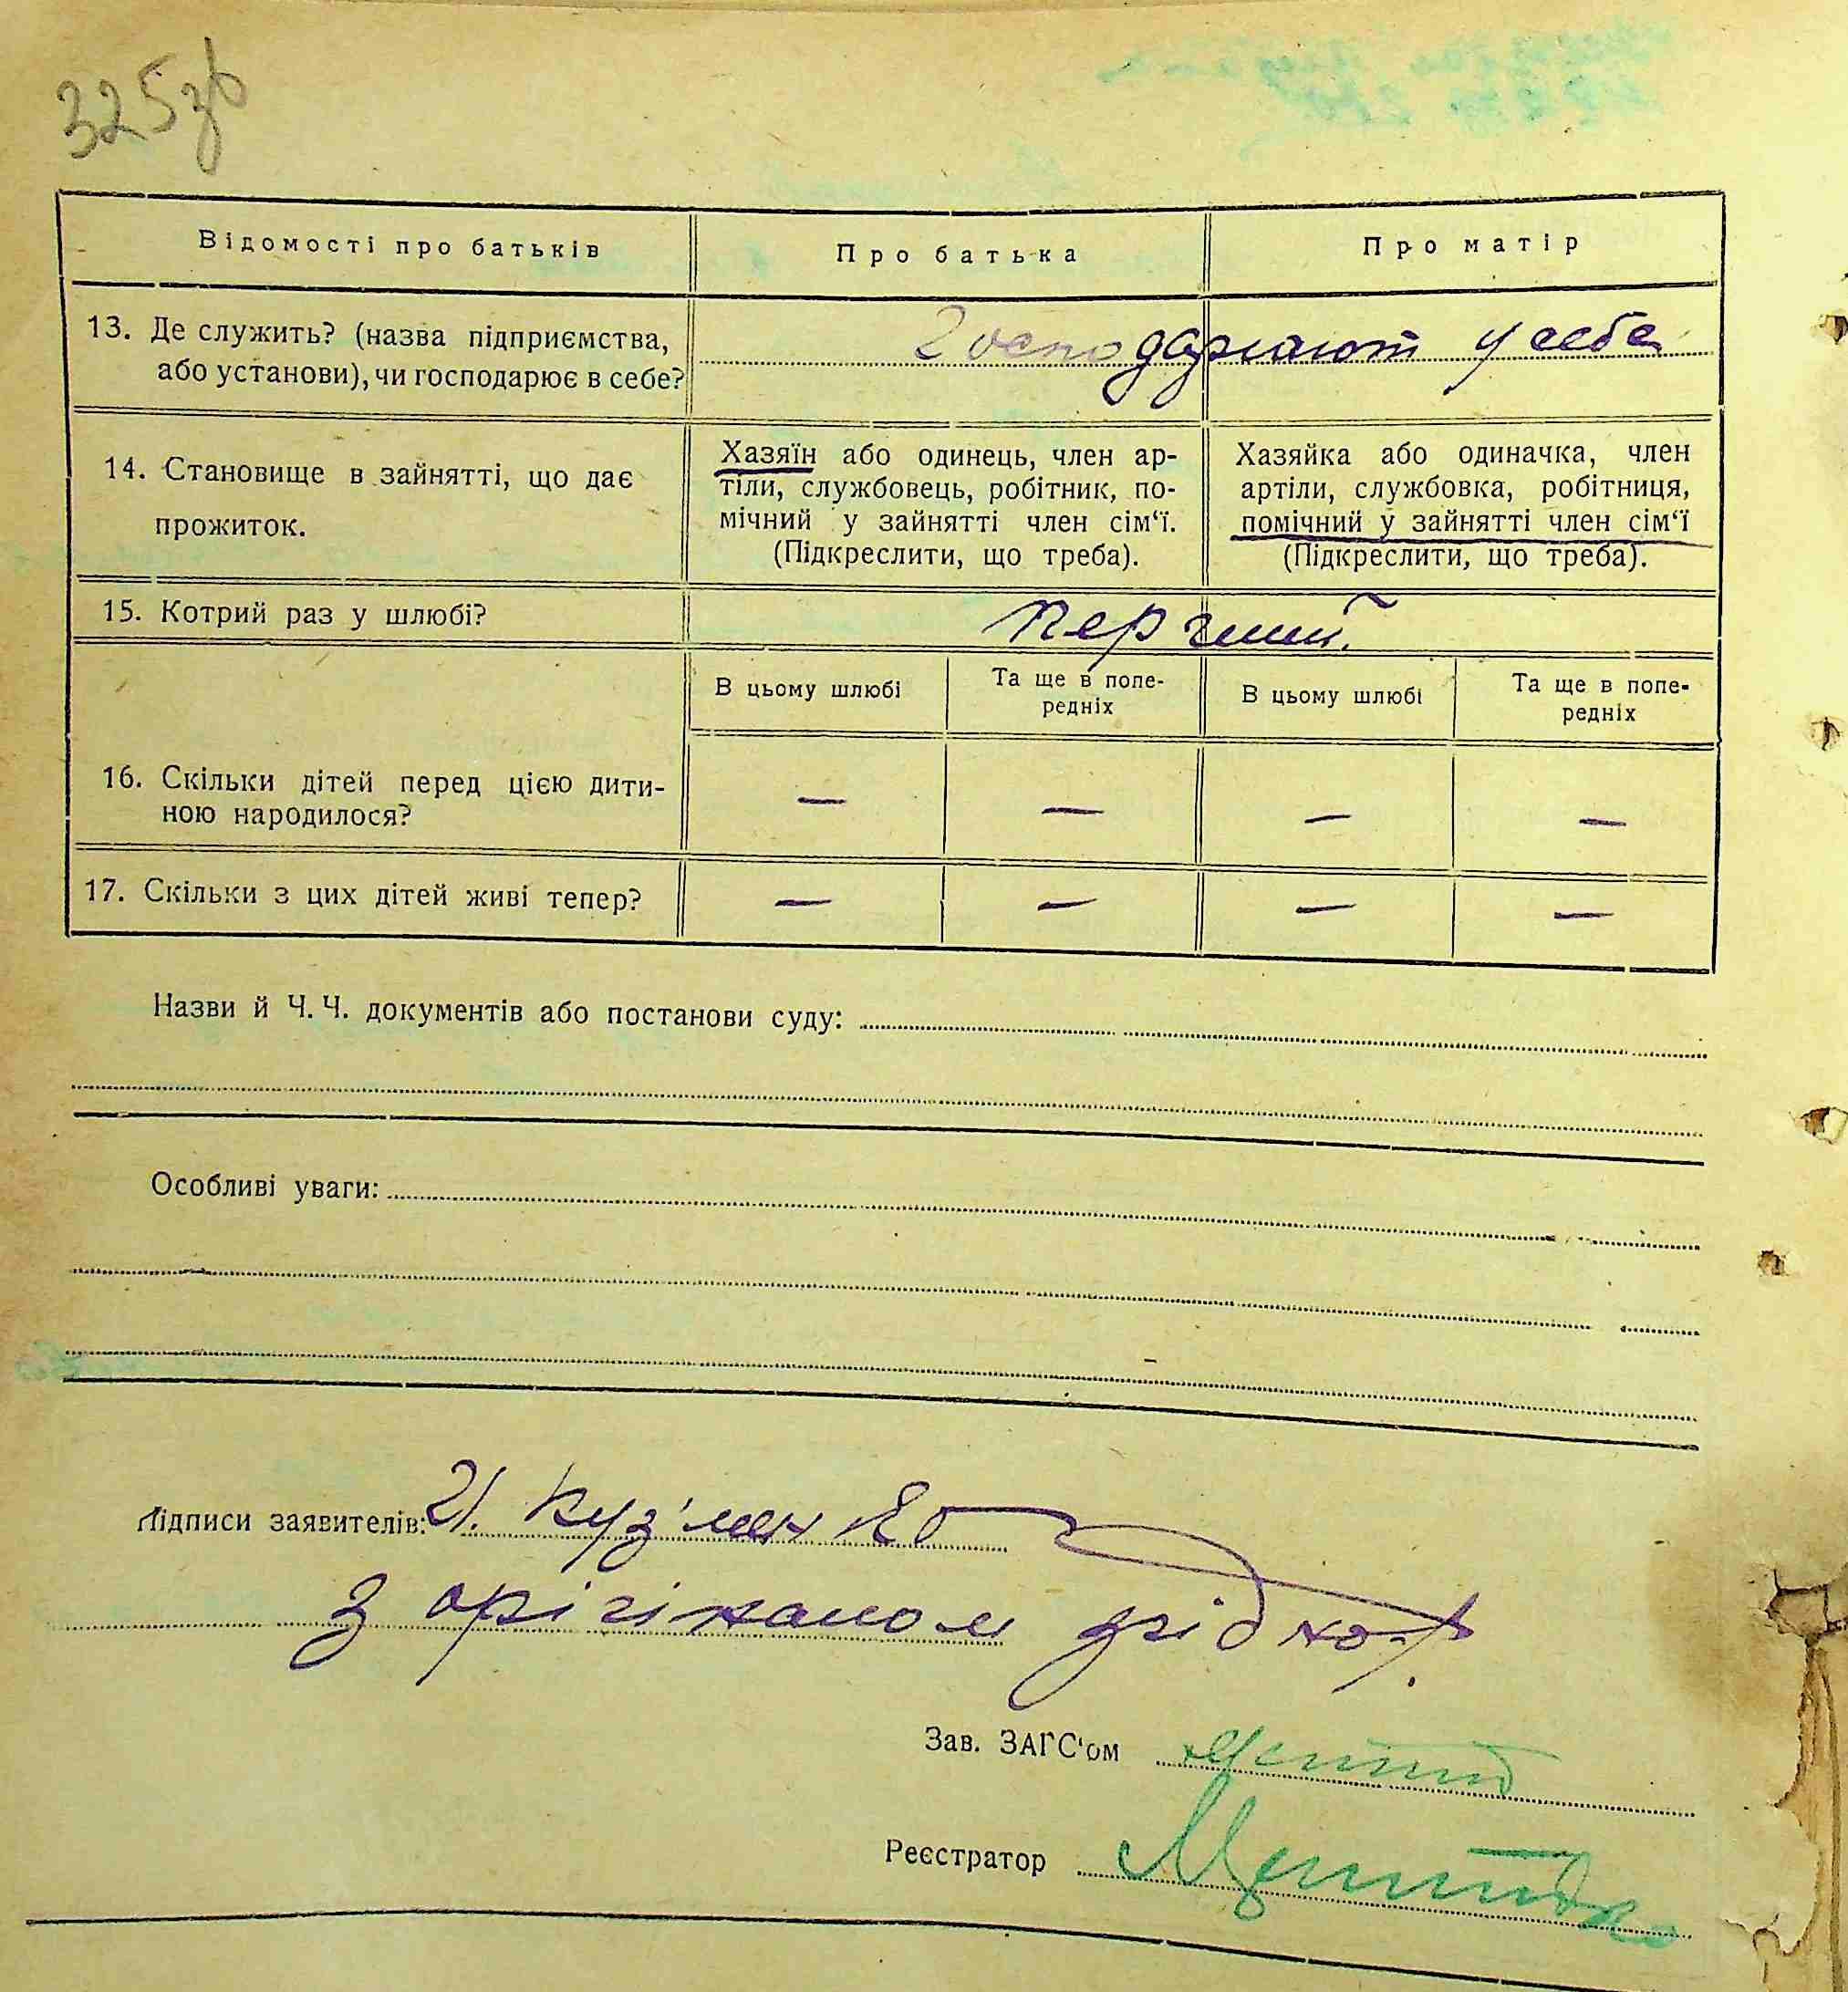 325зв
Відомості про батьків
Про батька
Про матір
13. Де служить? (назва підприємства,
або установи), чи господарює в себе?
Господарюют у себе
14. Становище в зайнятті, що дає
прожиток.
Хазяїн або одинець, член ар-
тіли, службовець, робітник, по-
мічний у зайнятті член сім‘ї.
(Підкреслити, що треба).
Хазяйка або одиначка, член
артіли, службовка, робітниця,
помічний у зайнятті член сім‘ї
(Підкреслити, що треба).
15. Котрий раз у шлюбі?
перший.
В цьому шлюбі
Та ще в попе-
редніх
В цьому шлюбі
Та ще в попе-
редніх
16. Скільки дітей перед цією дити-
ною народилося?
— — — —
17. Скільки з цих дітей живі тепер?
— — — —
Назви й Ч. Ч. документів або постанови суду:
Особливі уваги:
Підписи заявителів: И. Куз'менко
з орігіналом згідно.
Зав. ЗАГС‘ом
Реєстратор